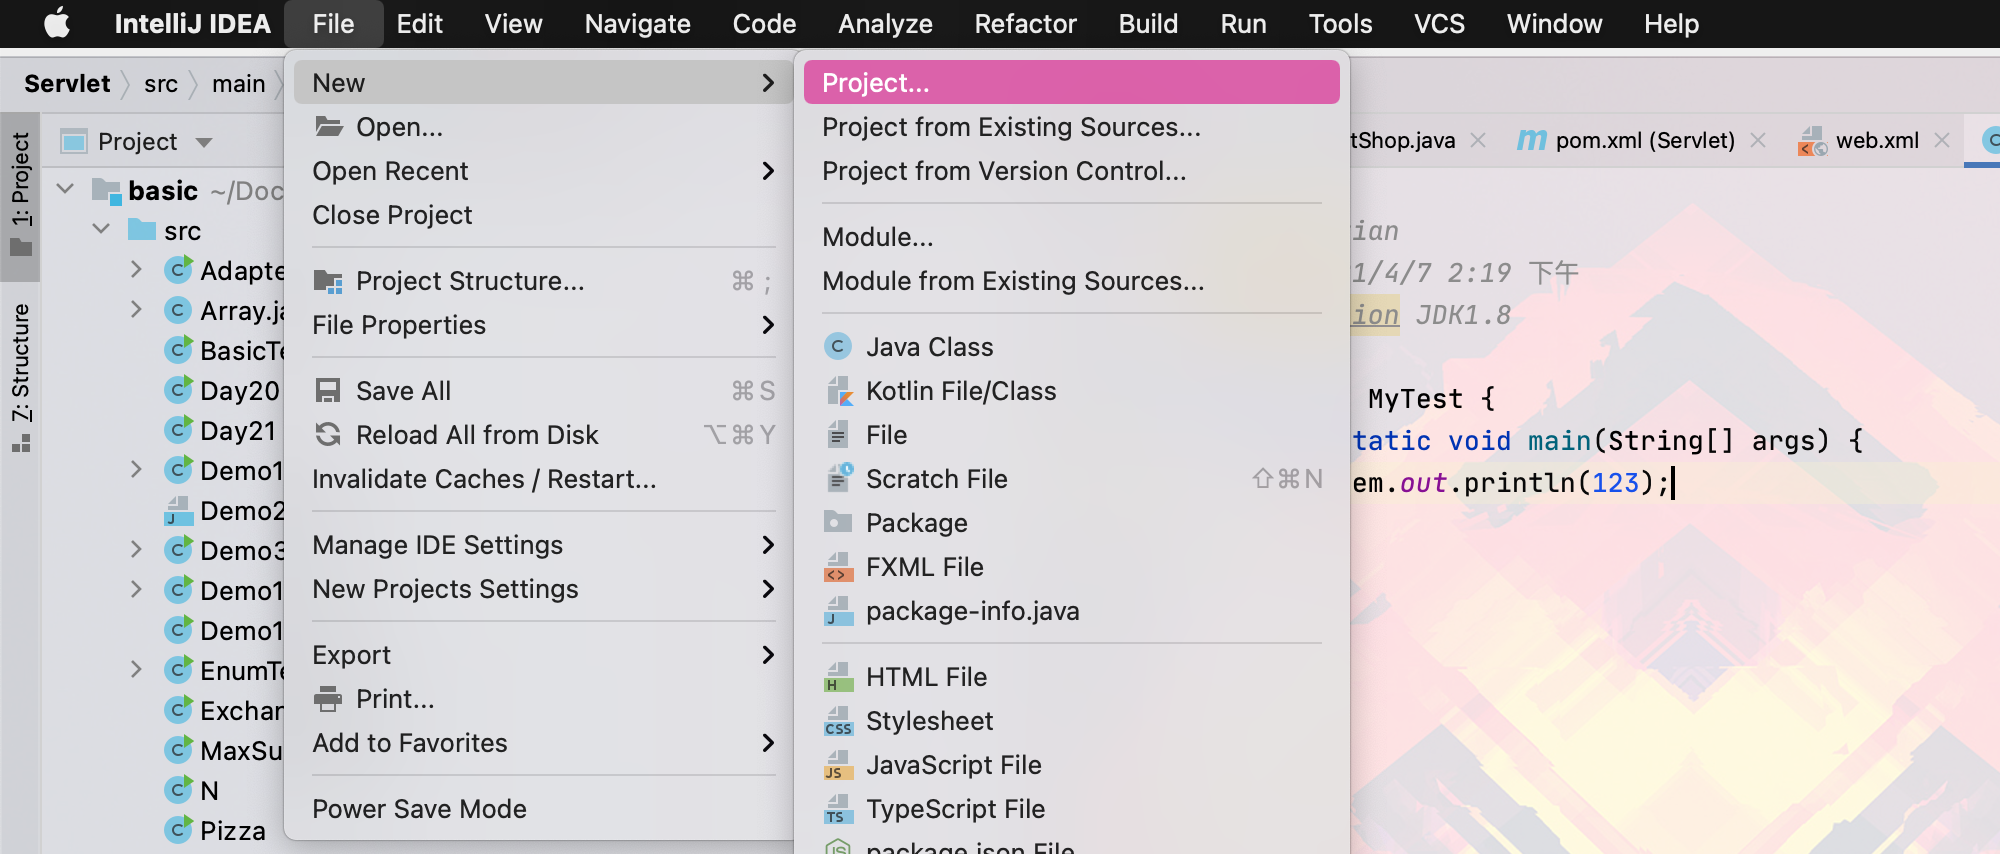 IntelliJ IDEA File Edit View Navigate Code Analyze Refactor Build Run Tools VCS Window Help
Servlet src main
1: Project
7: Structure
Project
basic ~/Doc
src
Adapte
Array.ja
BasicTe
Day20
Day21
Demo1
Demo2
Demo3
Demo1
Demo1
EnumTe
Exchan
MaxSu
N
Pizza
New
Open...
Open Recent
Close Project
Project Structure... ⌘ ;
File Properties
Save All ⌘ S
Reload All from Disk ⌥ ⌘ Y
Invalidate Caches / Restart...
Manage IDE Settings
New Projects Settings
Export
Print...
Add to Favorites
Power Save Mode
Project...
Project from Existing Sources...
Project from Version Control...
Module...
Module from Existing Sources...
Java Class
Kotlin File/Class
File
Scratch File ⇧ ⌘ N
Package
FXML File
package-info.java
HTML File
Stylesheet
JavaScript File
TypeScript File
package.json File
tShop.java pom.xml (Servlet) web.xml
ian
1/4/7 2:19 下午
ion JDK1.8
MyTest {
tatic void main(String[] args) {
em.out.println(123);